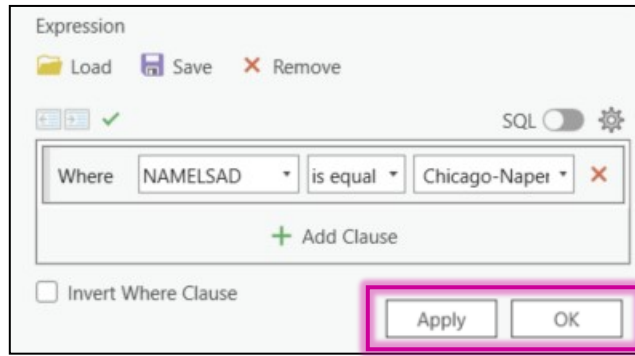 Expression
Load Save Remove
SQL
Where NAMELSAD is equal Chicago-Naper
Add Clause
Invert Where Clause
Apply OK